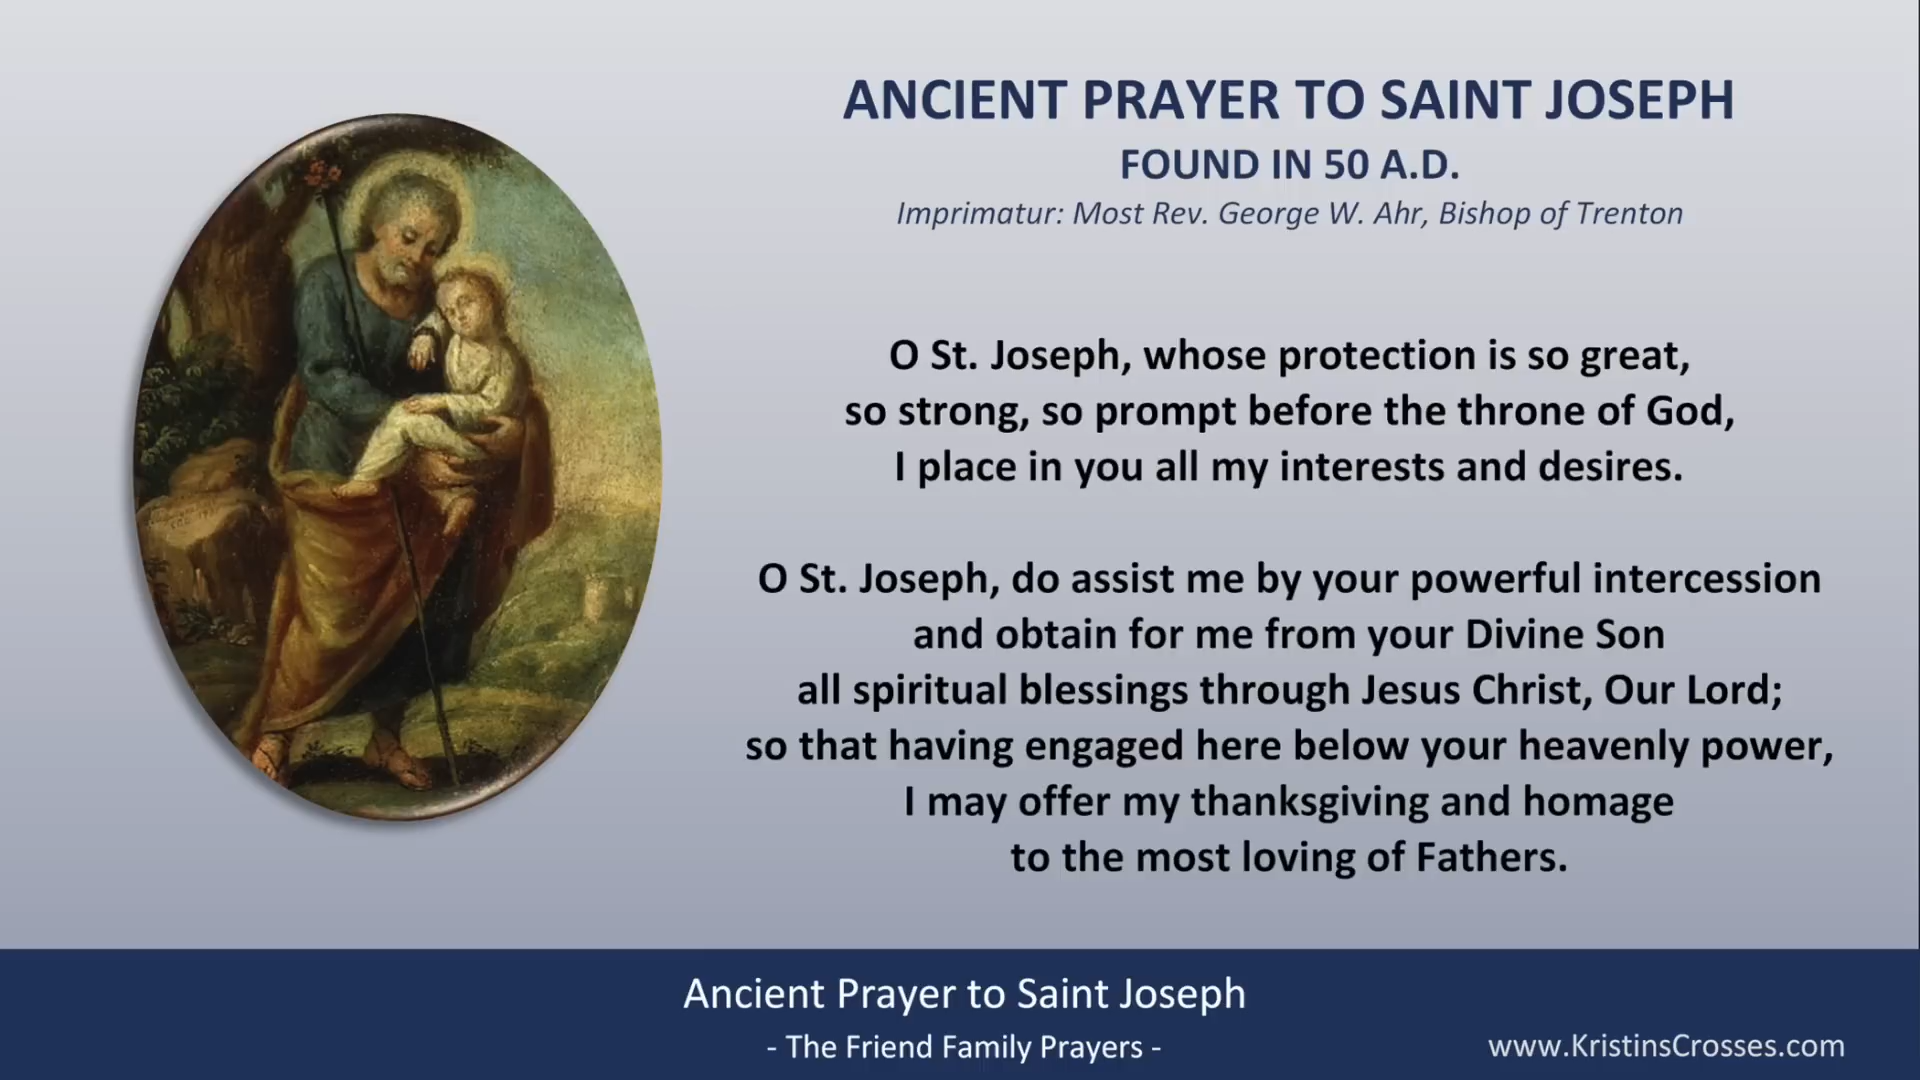 ANCIENT PRAYER TO SAINT JOSEPH
FOUND IN 50 A.D.
Imprimatur: Most Rev. George W. Ahr, Bishop of Trenton
O St. Joseph, whose protection is so great,
so strong, so prompt before the throne of God,
I place in you all my interests and desires.
O St. Joseph, do assist me by your powerful intercession
and obtain for me from your Divine Son
all spiritual blessings through Jesus Christ, Our Lord;
so that having engaged here below your heavenly power,
I may offer my thanksgiving and homage
to the most loving of Fathers.
Ancient Prayer to Saint Joseph
- The Friend Family Prayers -
www.KristinsCrosses.com